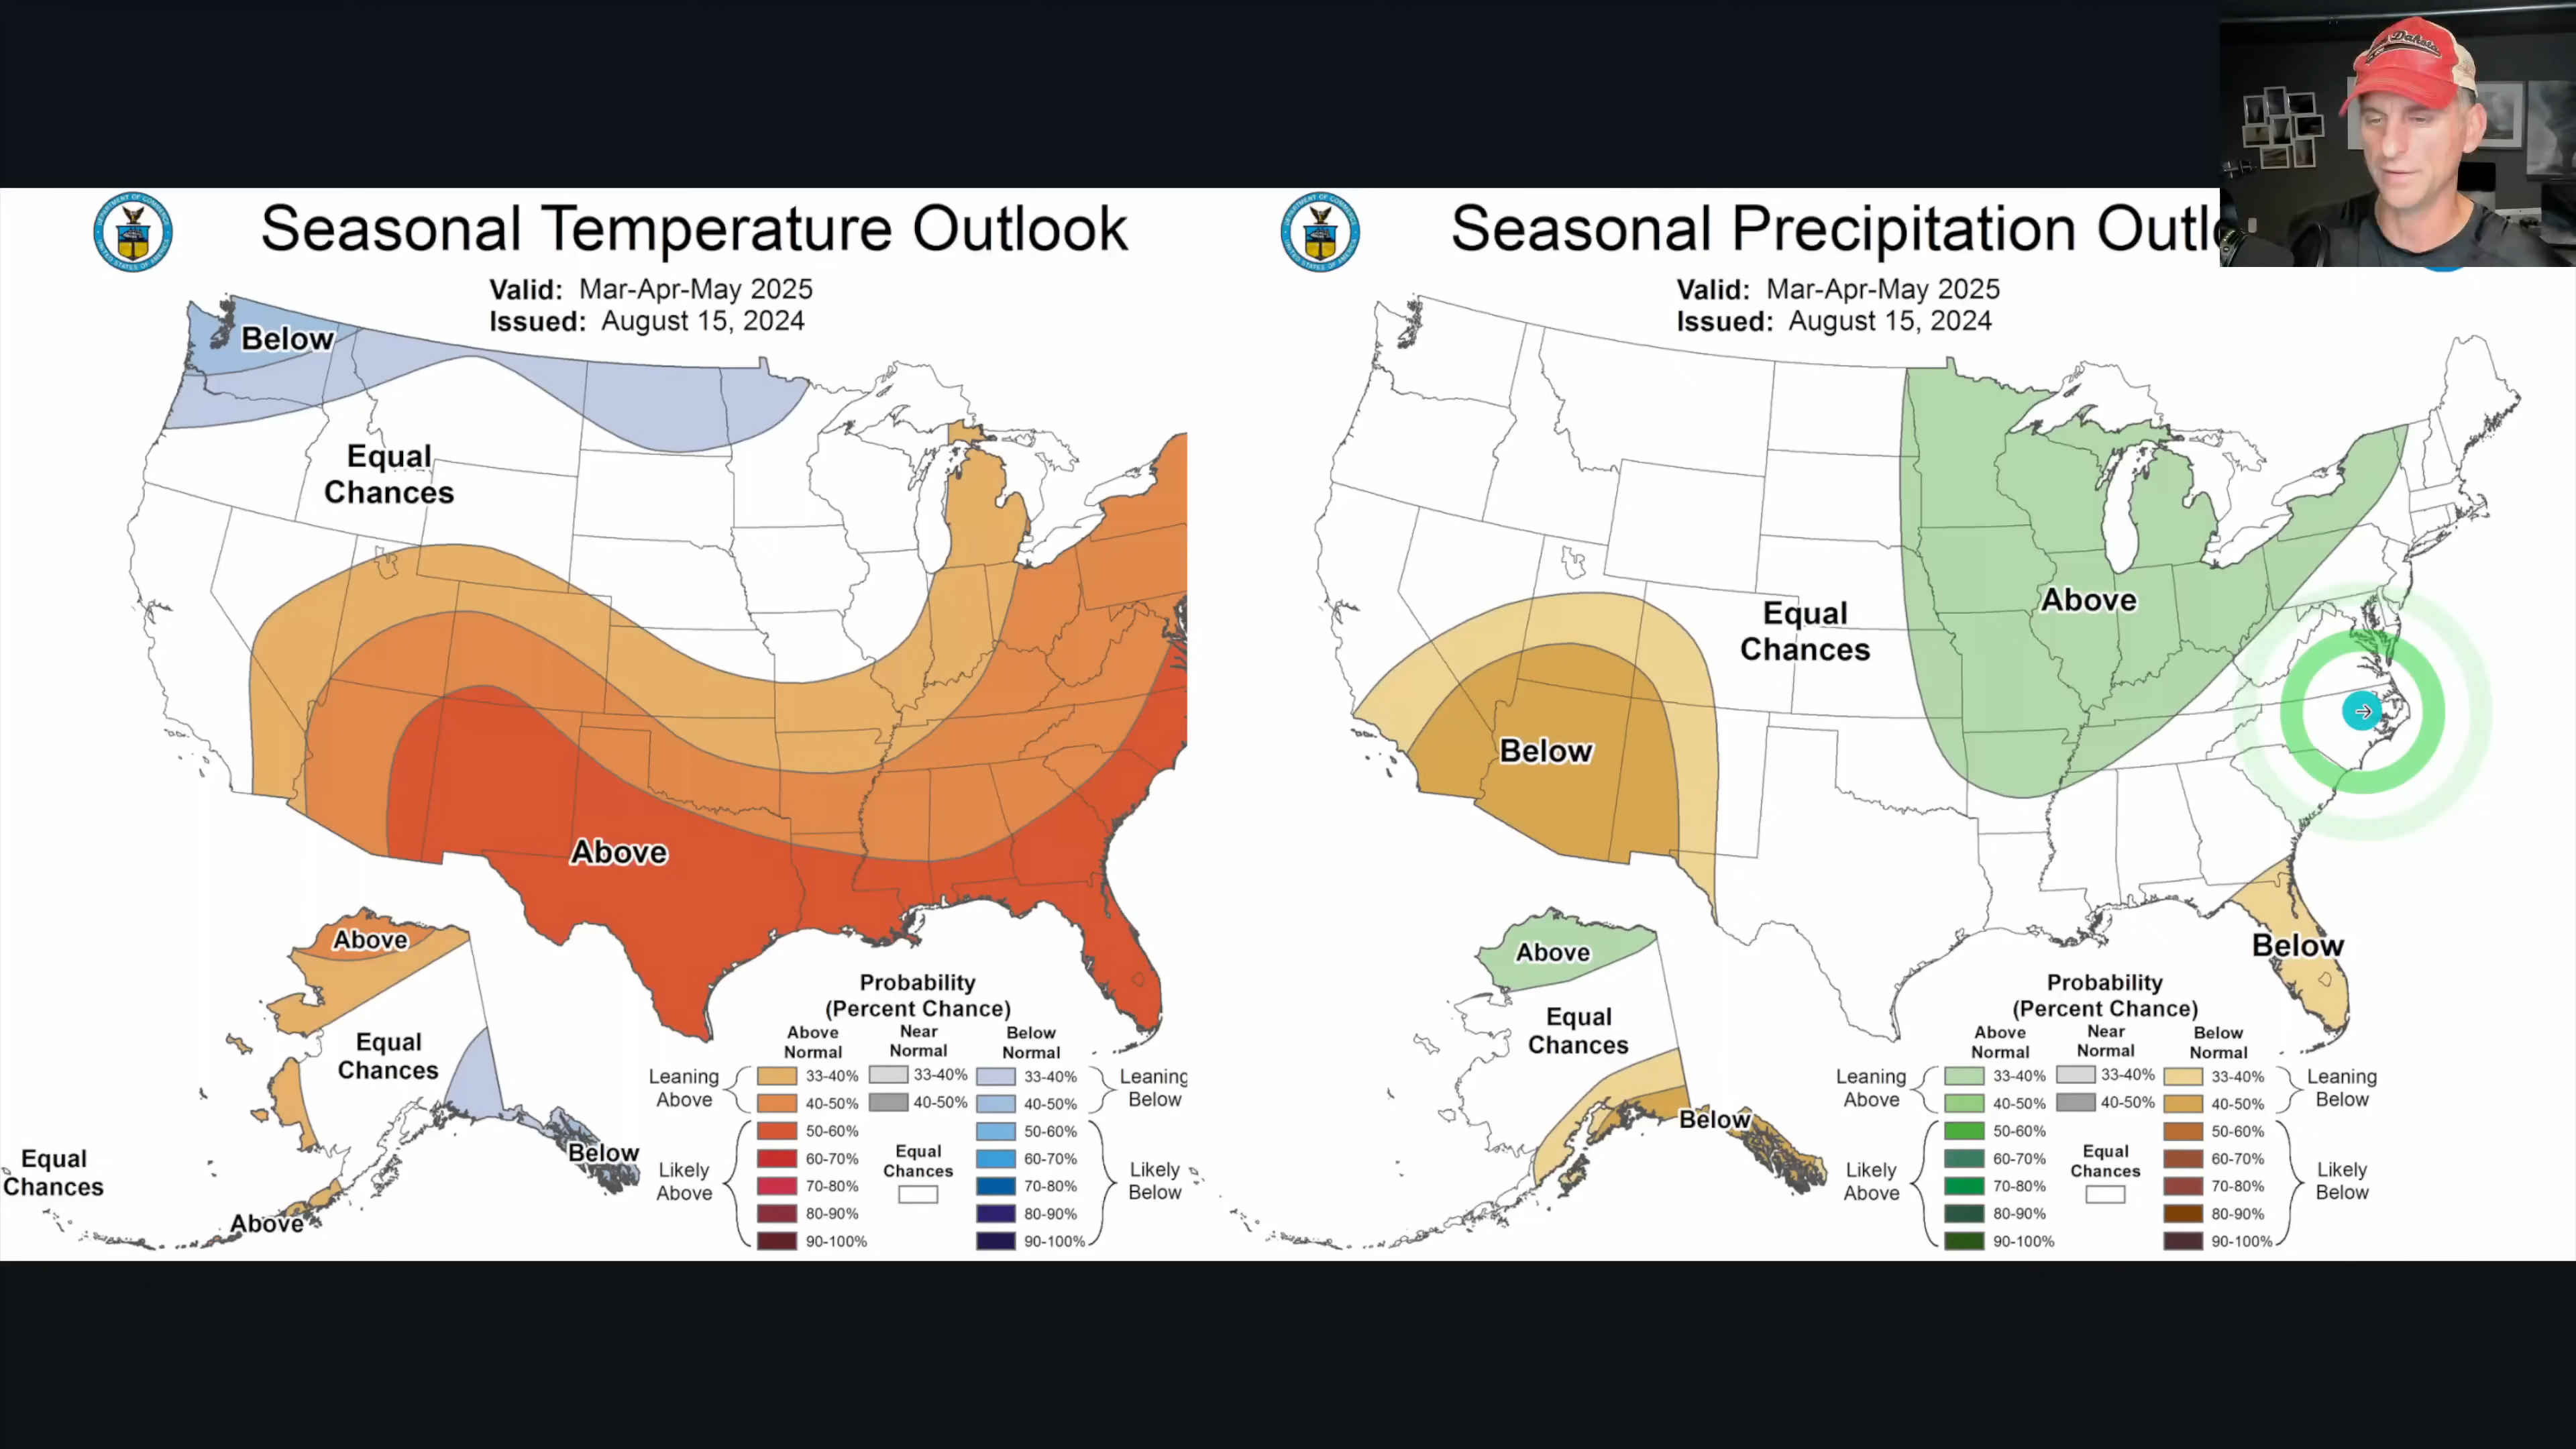 Dakota
Seasonal Temperature Outlook
Valid: Mar-Apr-May 2025
Issued: August 15, 2024
Below
Equal
Chances
Above
Above
Equal
Chances
Below
Equal
Chances
Above
Probability
(Percent Chance)
Above
Normal
Near
Normal
Below
Normal
Leaning
Above
33-40%
33-40%
33-40%
40-50%
40-50%
40-50%
Leaning
Below
50-60%
50-60%
60-70%
60-70%
70-80%
70-80%
80-90%
80-90%
90-100%
90-100%
Likely
Above
Equal
Chances
Likely
Below
Seasonal Precipitation Outl
Valid: Mar-Apr-May 2025
Issued: August 15, 2024
Above
Equal
Chances
Below
Below
Above
Equal
Chances
Below
Probability
(Percent Chance)
Above
Normal
Near
Normal
Below
Normal
Leaning
Above
33-40%
33-40%
33-40%
40-50%
40-50%
40-50%
Leaning
Below
50-60%
50-60%
60-70%
60-70%
70-80%
70-80%
80-90%
80-90%
90-100%
90-100%
Likely
Above
Equal
Chances
Likely
Below